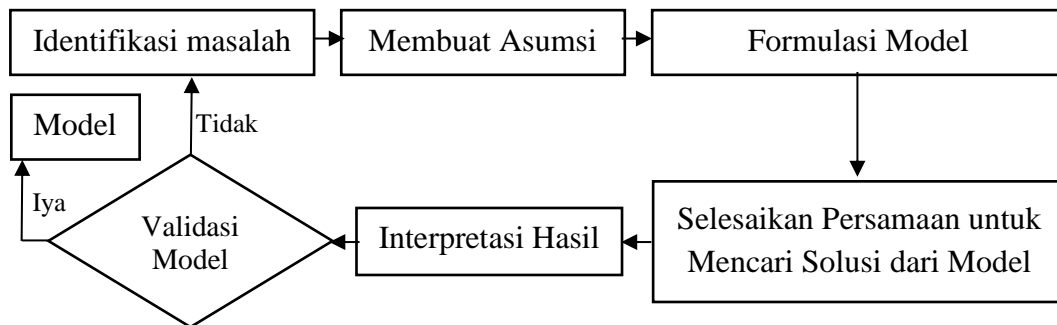 Identifikasi masalah
Membuat Asumsi
Formulasi Model
Model
Tidak
Iya
Validasi
Model
Interpretasi Hasil
Selesaikan Persamaan untuk
Mencari Solusi dari Model